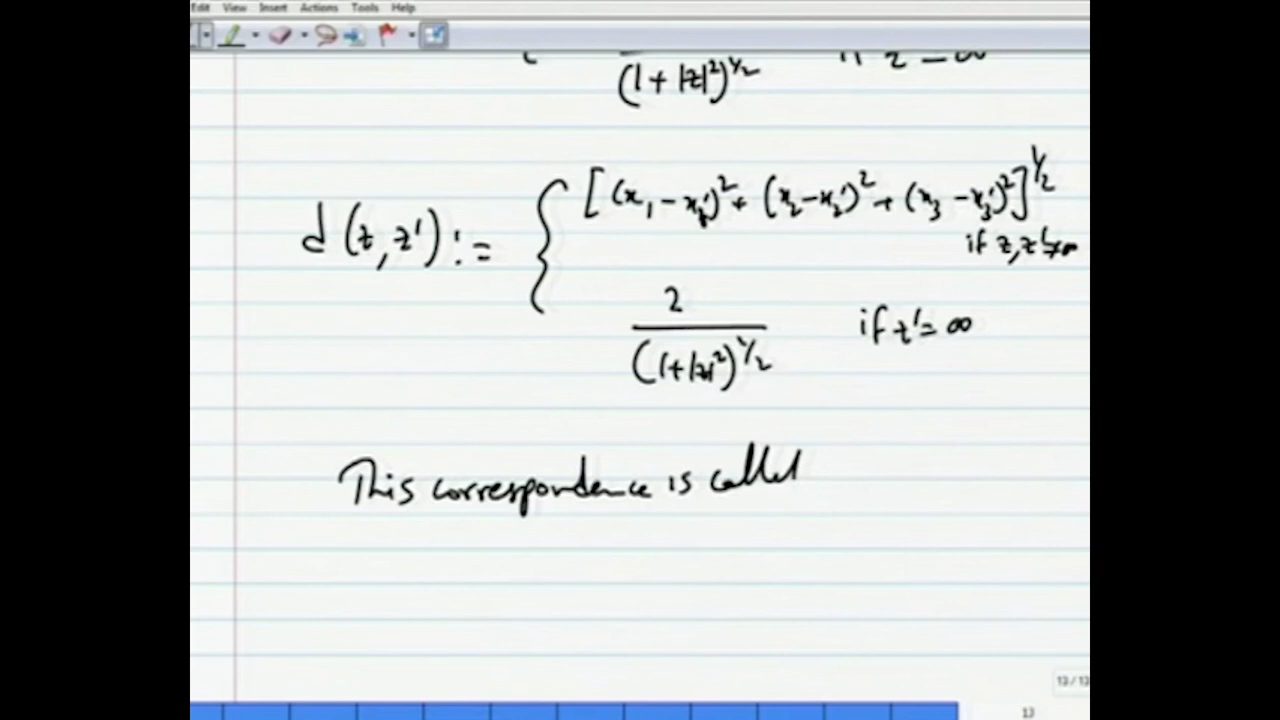 Edit View Insert Actions Tools Help
(1 + |z|²)^1/2 if z = ∞
d(z, z') := { [(x₁ - x₁')² + (x₂ - x₂')² + (x₃ - x₃')²]^1/2
if z, z' ≠ ∞
2 / (1+|z|²)^1/2 if z' = ∞
This correspondence is called
13 / 13
13